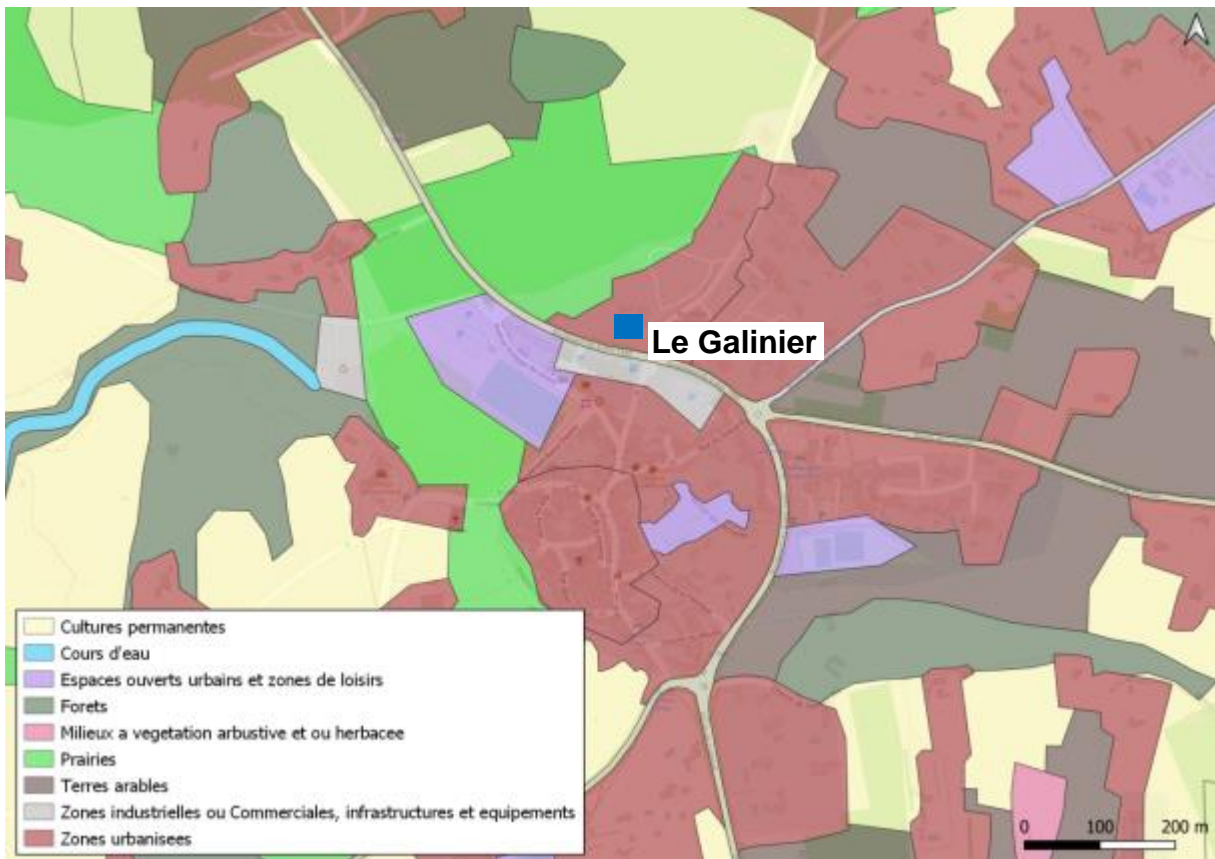 Le Galinier
Cultures permanentes
Cours d'eau
Espaces ouverts urbains et zones de loisirs
Forets
Milieux a vegetation arbustive et ou herbacee
Prairies
Terres arables
Zones industrielles ou Commerciales, infrastructures et equipements
Zones urbanisees
0 100 200 m